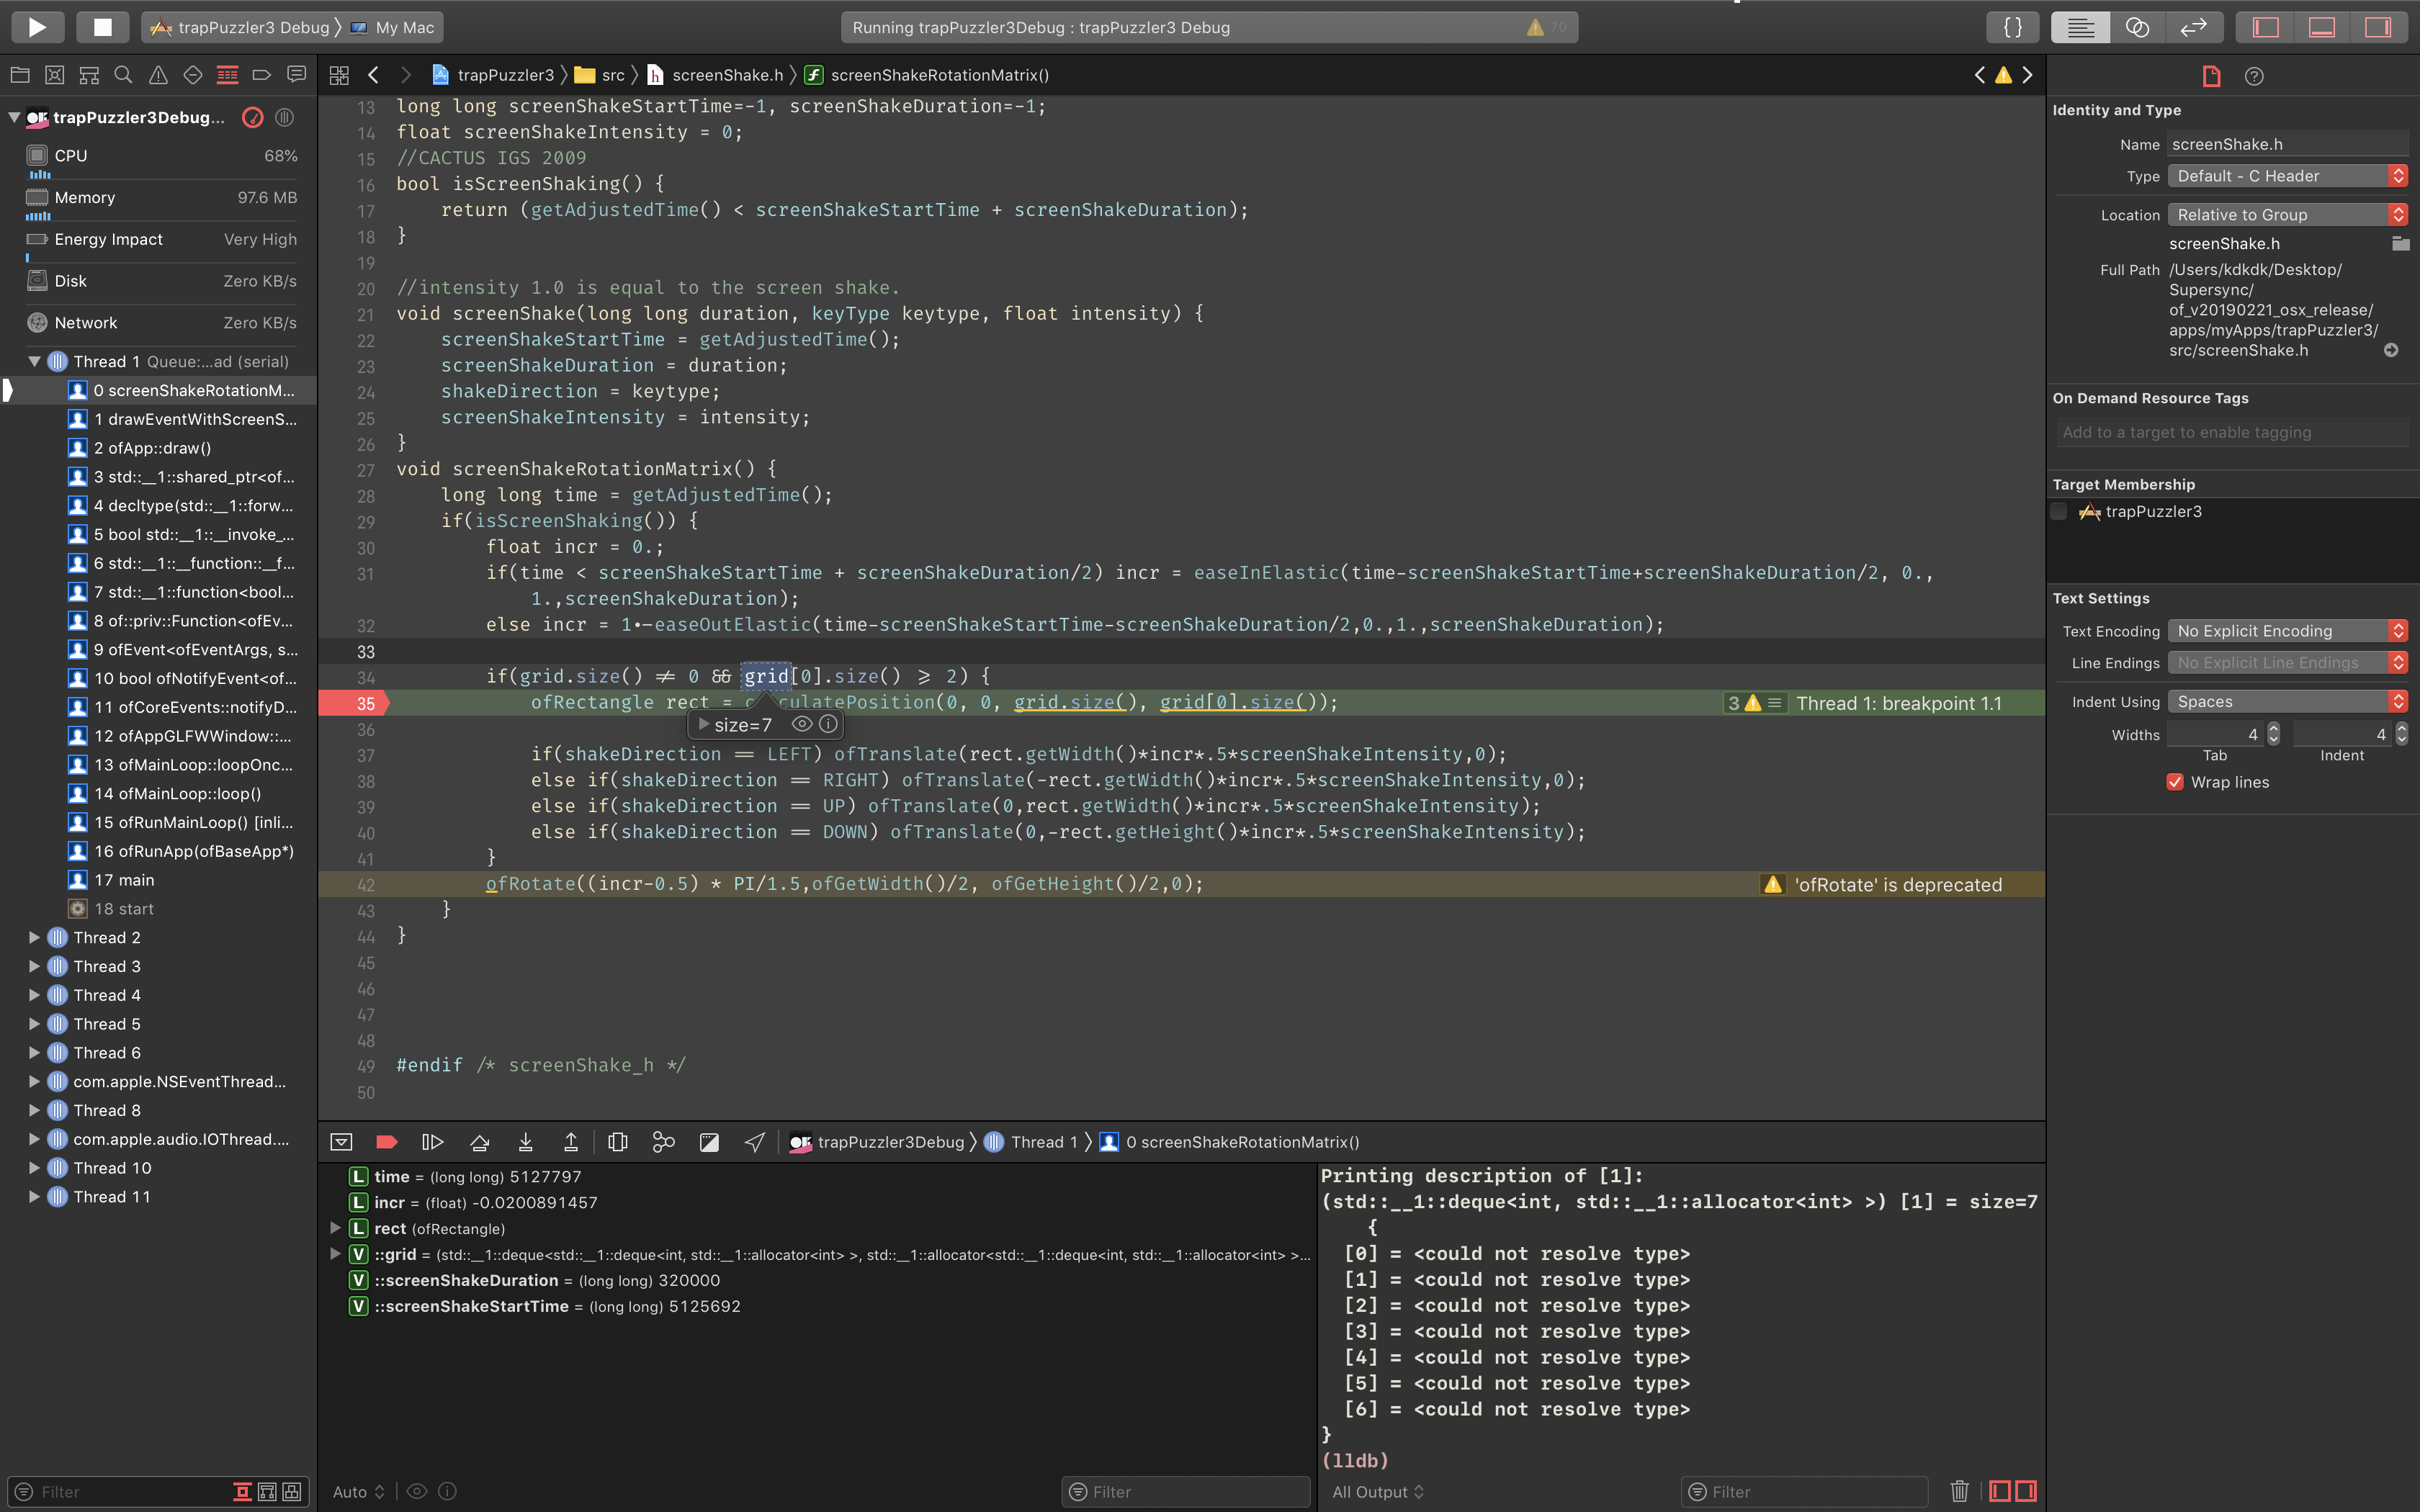 trapPuzzler3 Debug 〉 My Mac
Running trapPuzzler3Debug : trapPuzzler3 Debug
70
{ }
trapPuzzler3 〉 src 〉 h screenShake.h 〉 f screenShakeRotationMatrix()
trapPuzzler3Debug...
CPU 68%
Memory 97.6 MB
Energy Impact Very High
Disk Zero KB/s
Network Zero KB/s
Thread 1 Queue:...ad (serial)
0 screenShakeRotationM...
1 drawEventWithScreenS...
2 ofApp::draw()
3 std::__1::shared_ptr<of...
4 decltype(std::__1::forw...
5 bool std::__1::__invoke_...
6 std::__1::__function::__f...
7 std::__1::function<bool...
8 of::priv::Function<ofEv...
9 ofEvent<ofEventArgs, s...
10 bool ofNotifyEvent<of...
11 ofCoreEvents::notifyD...
12 ofAppGLFWWindow::...
13 ofMainLoop::loopOnc...
14 ofMainLoop::loop()
15 ofRunMainLoop() [inli...
16 ofRunApp(ofBaseApp*)
17 main
18 start
Thread 2
Thread 3
Thread 4
Thread 5
Thread 6
com.apple.NSEventThread...
Thread 8
com.apple.audio.IOThread....
Thread 10
Thread 11
Filter
13 long long screenShakeStartTime=-1, screenShakeDuration=-1;
14 float screenShakeIntensity = 0;
15 //CACTUS IGS 2009
16 bool isScreenShaking() {
17 return (getAdjustedTime() < screenShakeStartTime + screenShakeDuration);
18 }
19
20 //intensity 1.0 is equal to the screen shake.
21 void screenShake(long long duration, keyType keytype, float intensity) {
22 screenShakeStartTime = getAdjustedTime();
23 screenShakeDuration = duration;
24 shakeDirection = keytype;
25 screenShakeIntensity = intensity;
26 }
27 void screenShakeRotationMatrix() {
28 long long time = getAdjustedTime();
29 if(isScreenShaking()) {
30 float incr = 0.;
31 if(time < screenShakeStartTime + screenShakeDuration/2) incr = easeInElastic(time-screenShakeStartTime+screenShakeDuration/2, 0.,
1.,screenShakeDuration);
32 else incr = 1.-easeOutElastic(time-screenShakeStartTime-screenShakeDuration/2,0.,1.,screenShakeDuration);
33
34 if(grid.size() ≠ 0 && grid[0].size() ⩾ 2) {
35 ofRectangle rect = culatePosition(0, 0, grid.size(), grid[0].size());
3 Thread 1: breakpoint 1.1
size=7
36
37 if(shakeDirection == LEFT) ofTranslate(rect.getWidth()*incr*.5*screenShakeIntensity,0);
38 else if(shakeDirection == RIGHT) ofTranslate(-rect.getWidth()*incr*.5*screenShakeIntensity,0);
39 else if(shakeDirection == UP) ofTranslate(0,rect.getWidth()*incr*.5*screenShakeIntensity);
40 else if(shakeDirection == DOWN) ofTranslate(0,-rect.getHeight()*incr*.5*screenShakeIntensity);
41 }
42 ofRotate((incr-0.5) * PI/1.5,ofGetWidth()/2, ofGetHeight()/2,0);
'ofRotate' is deprecated
43 }
44 }
45
46
47
48
49 #endif /* screenShake_h */
50
trapPuzzler3Debug 〉 Thread 1 〉 0 screenShakeRotationMatrix()
L time = (long long) 5127797
L incr = (float) -0.0200891457
L rect (ofRectangle)
V ::grid = (std::__1::deque<std::__1::deque<int, std::__1::allocator<int> >, std::__1::allocator<std::__1::deque<int, std::__1::allocator<int> >...
V ::screenShakeDuration = (long long) 320000
V ::screenShakeStartTime = (long long) 5125692
Auto
Filter
Printing description of [1]:
(std::__1::deque<int, std::__1::allocator<int> >) [1] = size=7
{
[0] = <could not resolve type>
[1] = <could not resolve type>
[2] = <could not resolve type>
[3] = <could not resolve type>
[4] = <could not resolve type>
[5] = <could not resolve type>
[6] = <could not resolve type>
}
(lldb)
All Output
Filter
Identity and Type
Name screenShake.h
Type Default - C Header
Location Relative to Group
screenShake.h
Full Path /Users/kdkdk/Desktop/
Supersync/
of_v20190221_osx_release/
apps/myApps/trapPuzzler3/
src/screenShake.h
On Demand Resource Tags
Add to a target to enable tagging
Target Membership
trapPuzzler3
Text Settings
Text Encoding No Explicit Encoding
Line Endings No Explicit Line Endings
Indent Using Spaces
Widths 4 4
Tab Indent
Wrap lines